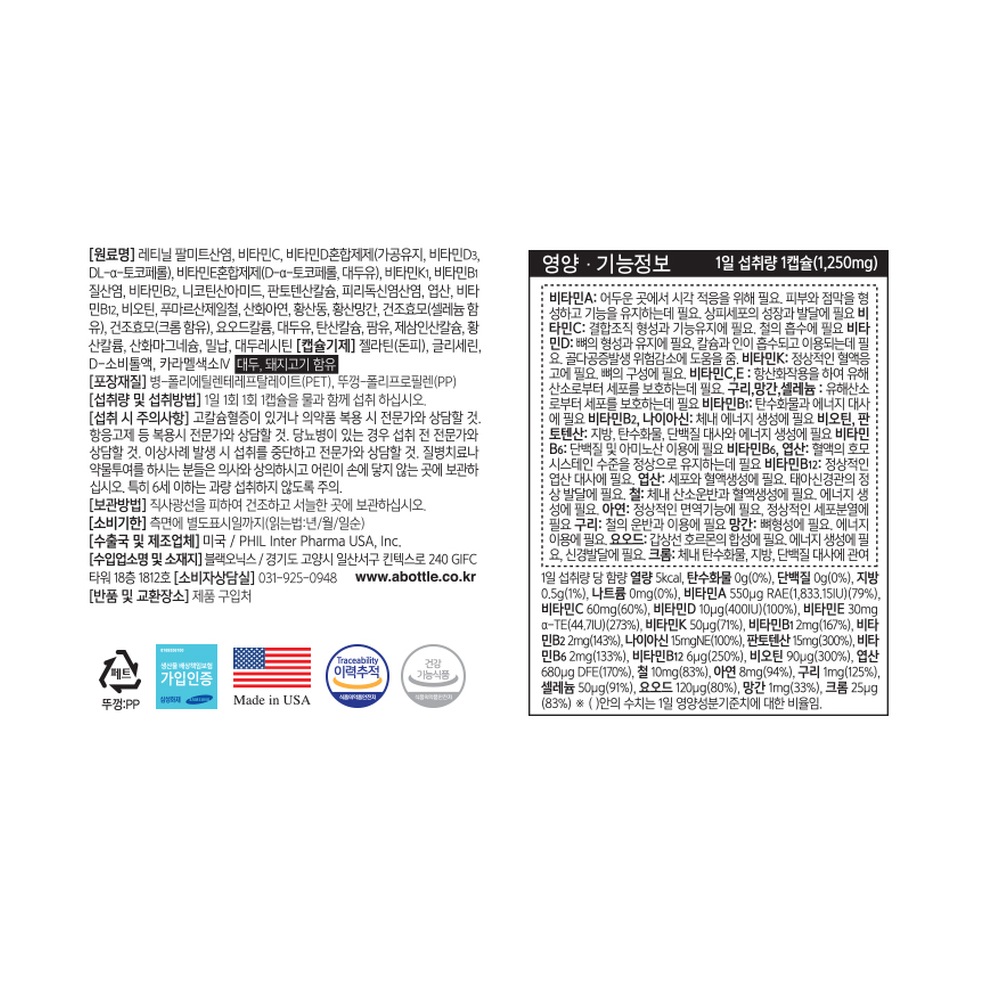 [원료명] 레티닐 팔미트산염, 비타민C, 비타민D혼합제제(가공유지, 비타민D3,
DL-α-토코페롤), 비타민E혼합제제(D-α-토코페롤, 대두유), 비타민K1, 비타민B1
질산염, 비타민B2, 니코틴산아미드, 판토텐산칼슘, 피리독신염산염, 엽산, 비타
민B12, 비오틴, 푸마르산제일철, 산화아연, 황산동, 황산망간, 건조효모(셀레늄 함
유), 건조효모(크롬 함유), 요오드칼륨, 대두유, 탄산칼슘, 팜유, 제삼인산칼슘, 황
산칼륨, 산화마그네슘, 밀납, 대두레시틴 [캡슐기제] 젤라틴(돈피), 글리세린,
D-소비톨액, 카라멜색소IV 대두, 돼지고기 함유
[포장재질] 병-폴리에틸렌테레프탈레이트(PET), 뚜껑-폴리프로필렌(PP)
[섭취량 및 섭취방법] 1일 1회 1회 1캡슐을 물과 함께 섭취 하십시오.
[섭취 시 주의사항] 고칼슘혈증이 있거나 의약품 복용 시 전문가와 상담할 것.
항응고제 등 복용시 전문가와 상담할 것. 당뇨병이 있는 경우 섭취 전 전문가와
상담할 것. 이상사례 발생 시 섭취를 중단하고 전문가와 상담할 것. 질병치료나
약물투여를 하시는 분들은 의사와 상의하시고 어린이 손에 닿지 않는 곳에 보관하
십시오. 특히 6세 이하는 과량 섭취하지 않도록 주의.
[보관방법] 직사광선을 피하여 건조하고 서늘한 곳에 보관하십시오.
[소비기한] 측면에 별도표시일까지(읽는법:년/월/일순)
[수출국 및 제조업체] 미국 / PHIL Inter Pharma USA, Inc.
[수입업소명 및 소재지] 블랙오닉스 / 경기도 고양시 일산서구 킨텍스로 240 GIFC
타워 18층 1812호 [소비자상담실] 031-925-0948 www.abottle.co.kr
[반품 및 교환장소] 제품 구입처
페트
뚜껑:PP
생산물 배상책임보험
가입인증
삼성화재 SAMSUNG
Made in USA
Traceability
이력추적
식품의약품안전처
건강
기능식품
식품의약품안전처
영양 · 기능정보 1일 섭취량 1캡슐(1,250mg)
비타민A: 어두운 곳에서 시각 적응을 위해 필요. 피부와 점막을 형
성하고 기능을 유지하는데 필요. 상피세포의 성장과 발달에 필요 비
타민C: 결합조직 형성과 기능유지에 필요. 철의 흡수에 필요 비타
민D: 뼈의 형성과 유지에 필요. 칼슘과 인이 흡수되고 이용되는데 필
요. 골다공증발생 위험감소에 도움을 줌. 비타민K: 정상적인 혈액응
고에 필요. 뼈의 구성에 필요. 비타민C,E : 항산화작용을 하여 유해
산소로부터 세포를 보호하는데 필요. 구리,망간,셀레늄 : 유해산소
로부터 세포를 보호하는데 필요 비타민B1: 탄수화물과 에너지 대사
에 필요 비타민B2, 나이아신: 체내 에너지 생성에 필요 비오틴, 판
토텐산: 지방, 탄수화물, 단백질 대사와 에너지 생성에 필요 비타민
B6: 단백질 및 아미노산 이용에 필요 비타민B6, 엽산: 혈액의 호모
시스테인 수준을 정상으로 유지하는데 필요 비타민B12: 정상적인
엽산 대사에 필요. 엽산: 세포와 혈액생성에 필요. 태아신경관의 정
상 발달에 필요. 철: 체내 산소운반과 혈액생성에 필요. 에너지 생
성에 필요. 아연: 정상적인 면역기능에 필요. 정상적인 세포분열에
필요 구리: 철의 운반과 이용에 필요 망간: 뼈형성에 필요. 에너지
이용에 필요. 요오드: 갑상선 호르몬의 합성에 필요. 에너지 생성에 필
요, 신경발달에 필요. 크롬: 체내 탄수화물, 지방, 단백질 대사에 관여
1일 섭취량 당 함량 열량 5kcal, 탄수화물 0g(0%), 단백질 0g(0%), 지방
0.5g(1%), 나트륨 0mg(0%), 비타민A 550µg RAE(1,833.15IU)(79%),
비타민C 60mg(60%), 비타민D 10µg(400IU)(100%), 비타민E 30mg
α-TE(44.7IU)(273%), 비타민K 50µg(71%), 비타민B1 2mg(167%), 비타
민B2 2mg(143%), 나이아신 15mgNE(100%), 판토텐산 15mg(300%), 비타
민B6 2mg(133%), 비타민B12 6µg(250%), 비오틴 90µg(300%), 엽산
680µg DFE(170%), 철 10mg(83%), 아연 8mg(94%), 구리 1mg(125%),
셀레늄 50µg(91%), 요오드 120µg(80%), 망간 1mg(33%), 크롬 25µg
(83%) ※ ( )안의 수치는 1일 영양성분기준치에 대한 비율임.